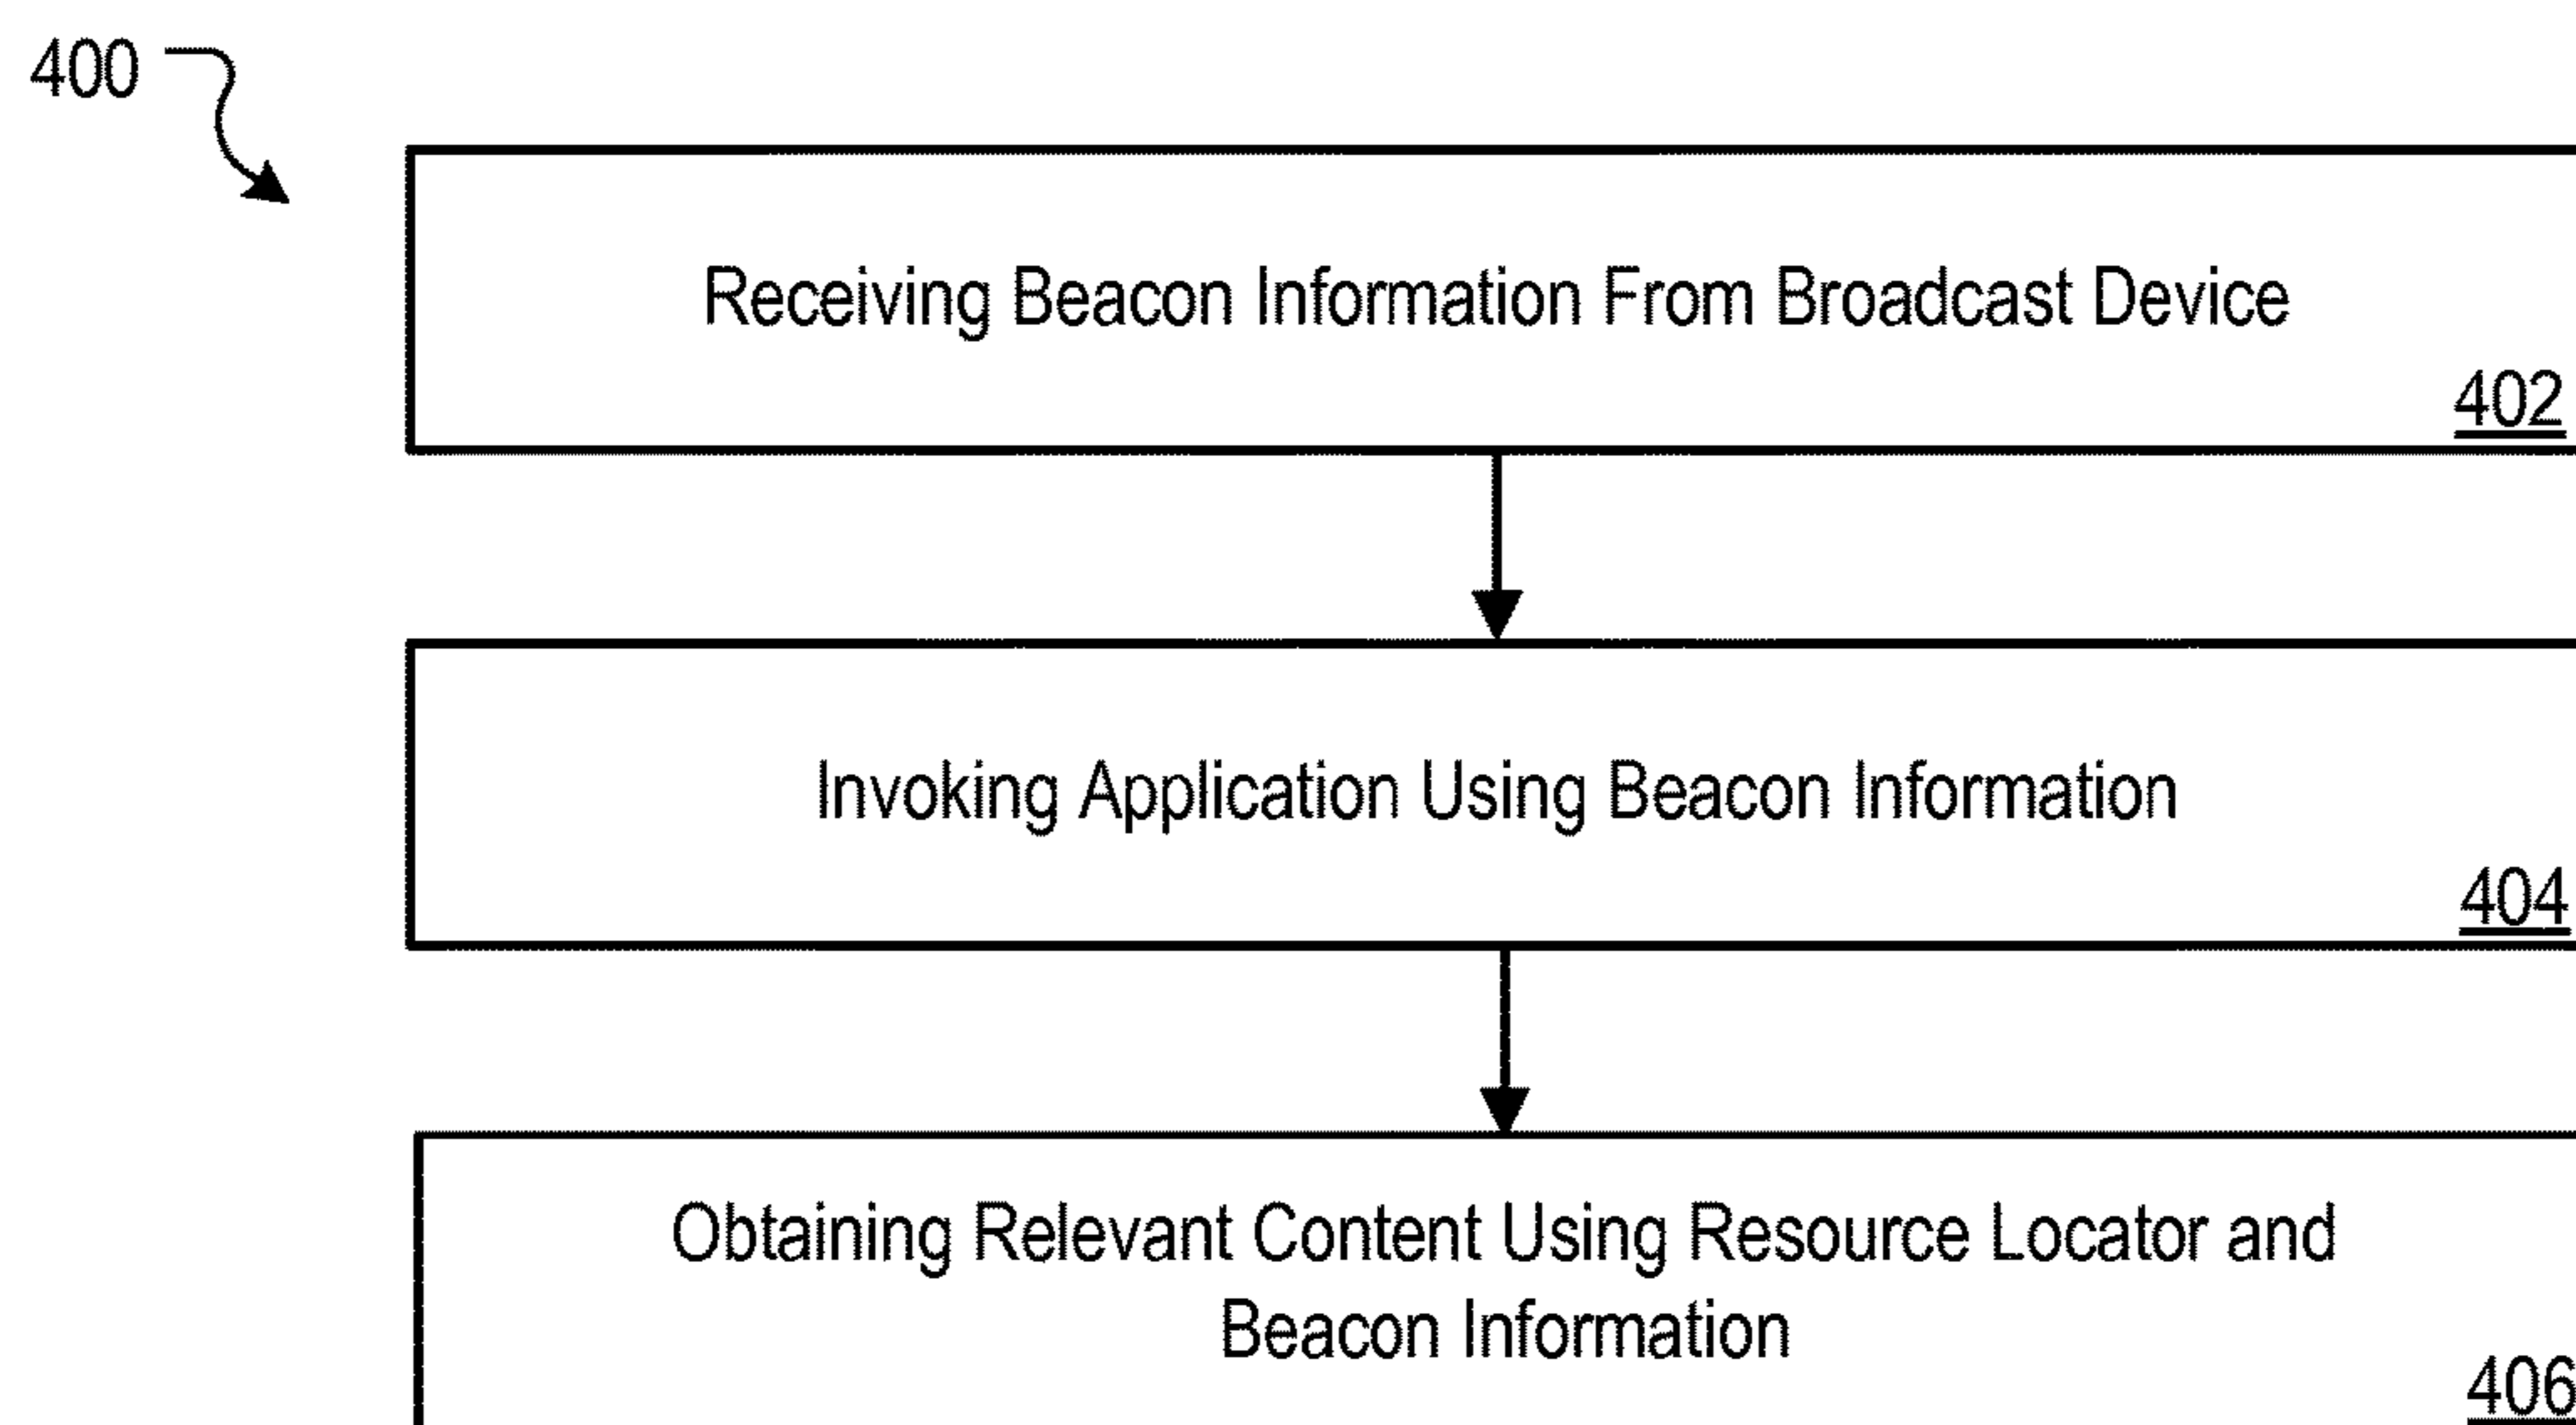 400
Receiving Beacon Information From Broadcast Device
402
Invoking Application Using Beacon Information
404
Obtaining Relevant Content Using Resource Locator and
Beacon Information
406